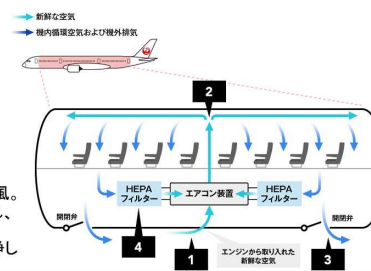 新鮮な空気
機内循環空気および機外排気
2
風。
HEPA
フィルター
エアコン装置
HEPA
フィルター
開閉弁
開閉弁
浄し
4
1
エンジンから取り入れた
新鮮な空気
3